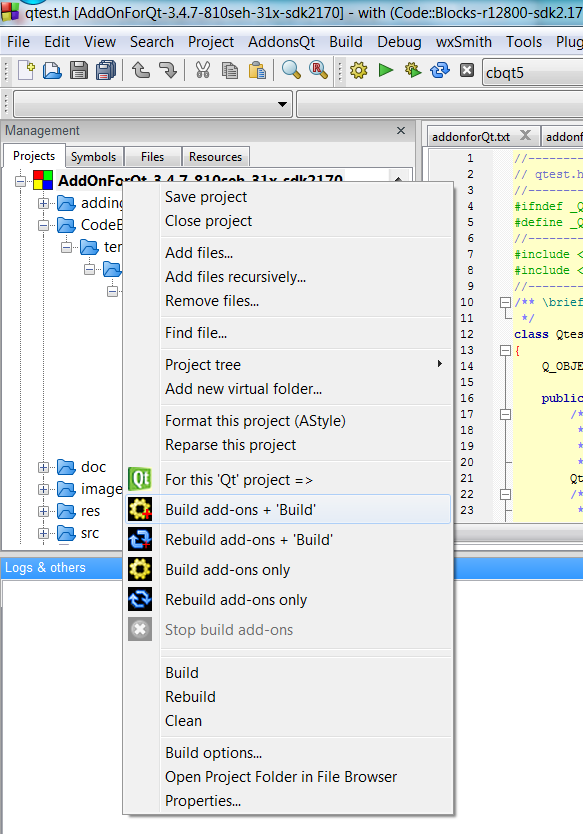 qtest.h [AddOnForQt-3.4.7-810seh-31x-sdk2170] - with (Code::Blocks-r12800-sdk2.17
File Edit View Search Project AddonsQt Build Debug wxSmith Tools Plug
cbqt5
Management
Projects Symbols Files Resources
addonforQt.txt addonf
AddOnForQt-3.4.7-810seh-31x-sdk2170
adding
CodeB
ter
doc
image
res
src
Save project
Close project
Add files...
Add files recursively...
Remove files...
Find file...
Project tree
Add new virtual folder...
Format this project (AStyle)
Reparse this project
Qt For this 'Qt' project =>
Build add-ons + 'Build'
Rebuild add-ons + 'Build'
Build add-ons only
Rebuild add-ons only
Stop build add-ons
Build
Rebuild
Clean
Build options...
Open Project Folder in File Browser
Properties...
1 //--------
2 // qtest.h
3 //--------
4 #ifndef _Q
5 #define _Q
6 //--------
7 #include <
8 #include <
9 //--------
10 /** \brief
11 */
12 class Qtes
13 {
14 Q_OBJE
15
16 public
17 /*
18 *
19 *
20 *
21 Qt
22 /*
23 *
Logs & others